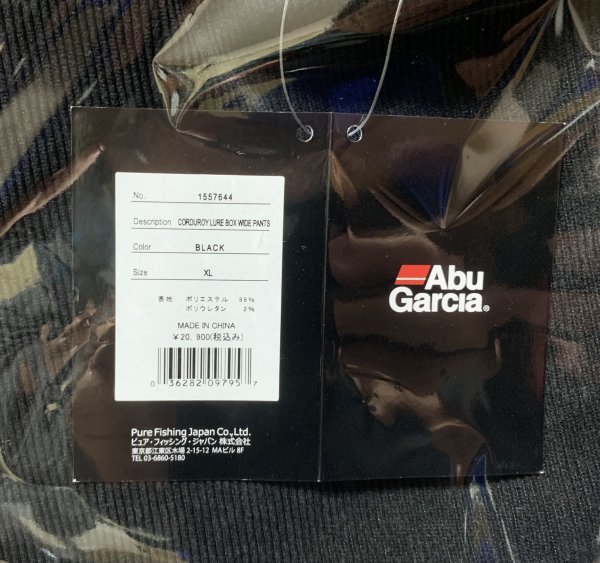 No. 1557644
Description CORDUROY LURE BOX WIDE PANTS
Color BLACK
Size XL
表地 ポリエステル 98%
ポリウレタン 2%
MADE IN CHINA
¥20,900(税込み)
0 36282 09795 7
Pure Fishing Japan Co.,Ltd.
ピュア・フィッシング・ジャパン 株式会社
東京都江東区木場 2-15-12 MAビル 8F
TEL 03-6860-5180
Abu
Garcia®